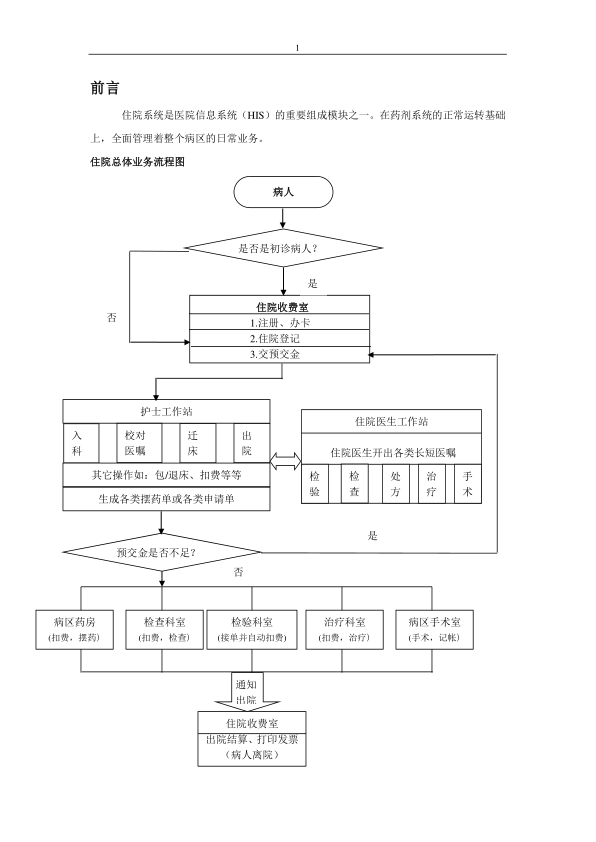 1
前言
住院系统是医院信息系统（HIS）的重要组成模块之一。在药剂系统的正常运转基础
上，全面管理着整个病区的日常业务。
住院总体业务流程图
病人
是否是初诊病人？
是
否
住院收费室
1.注册、办卡
2.住院登记
3.交预交金
护士工作站
入科
校对医嘱
迁床
出院
其它操作如：包/退床、扣费等等
生成各类摆药单或各类申请单
住院医生工作站
住院医生开出各类长短医嘱
检验
检查
处方
治疗
手术
是
预交金是否不足？
否
病区药房
（扣费，摆药）
检查科室
（扣费，检查）
检验科室
（接单并自动扣费）
治疗科室
（扣费，治疗）
病区手术室
（手术，记帐）
通知
出院
住院收费室
出院结算、打印发票
（病人离院）